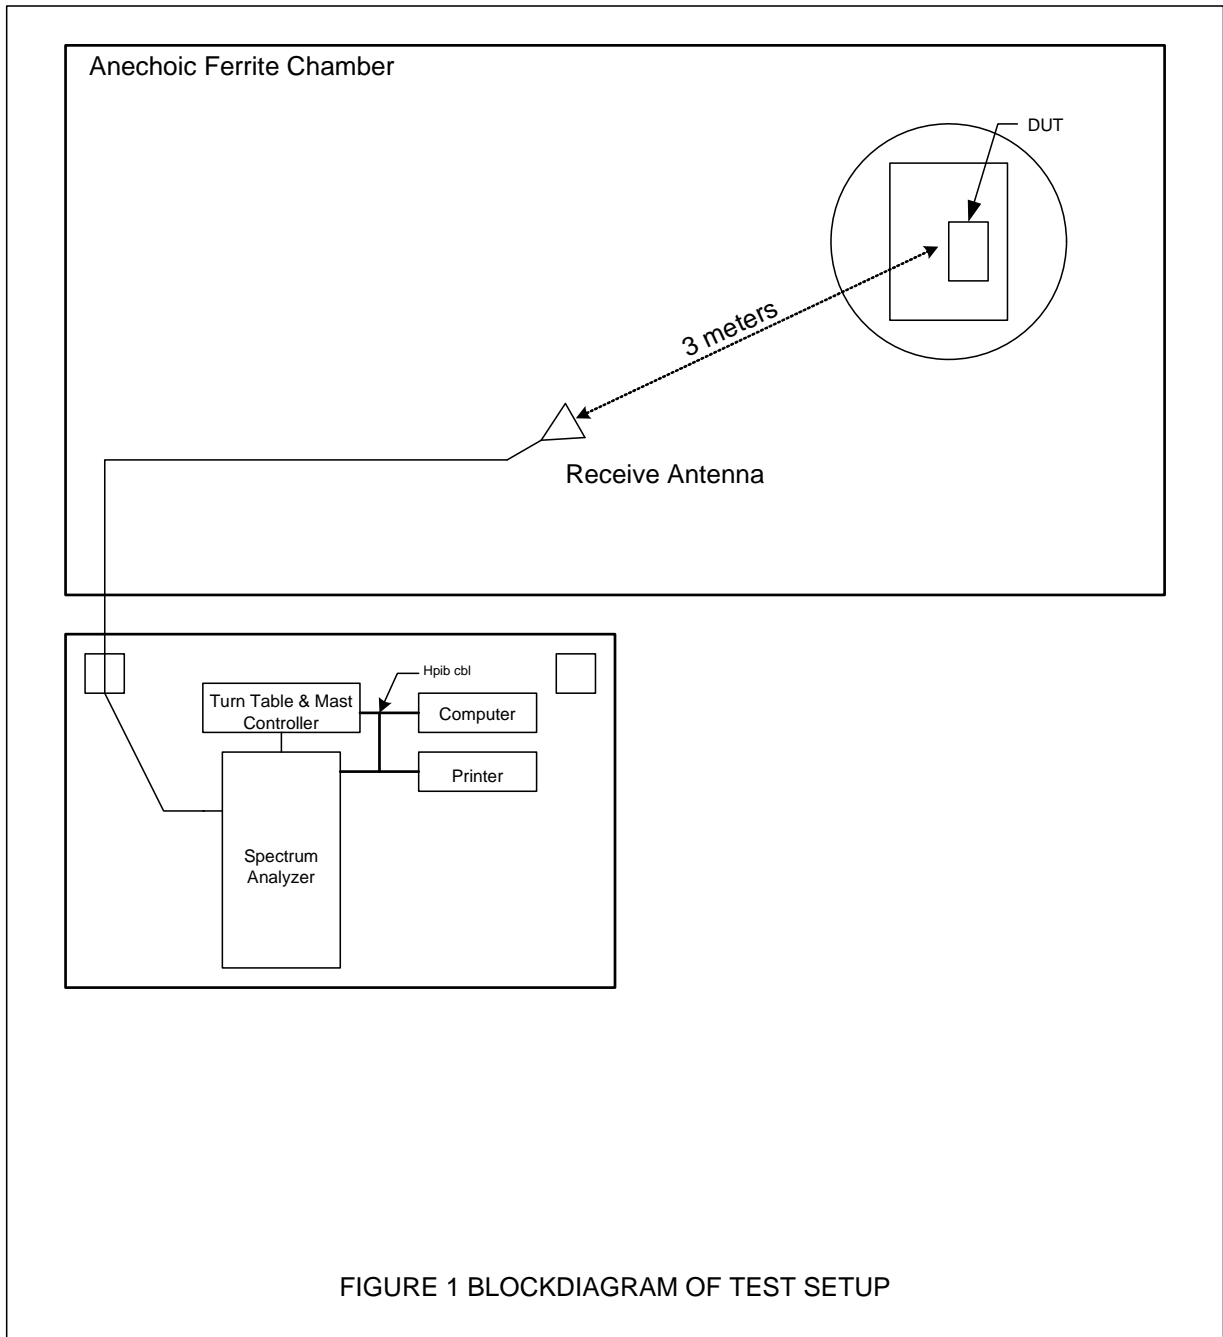 Anechoic Ferrite Chamber
DUT
3 meters
Receive Antenna
Hpib cbl
Turn Table & Mast
Controller
Computer
Printer
Spectrum
Analyzer
FIGURE 1 BLOCKDIAGRAM OF TEST SETUP